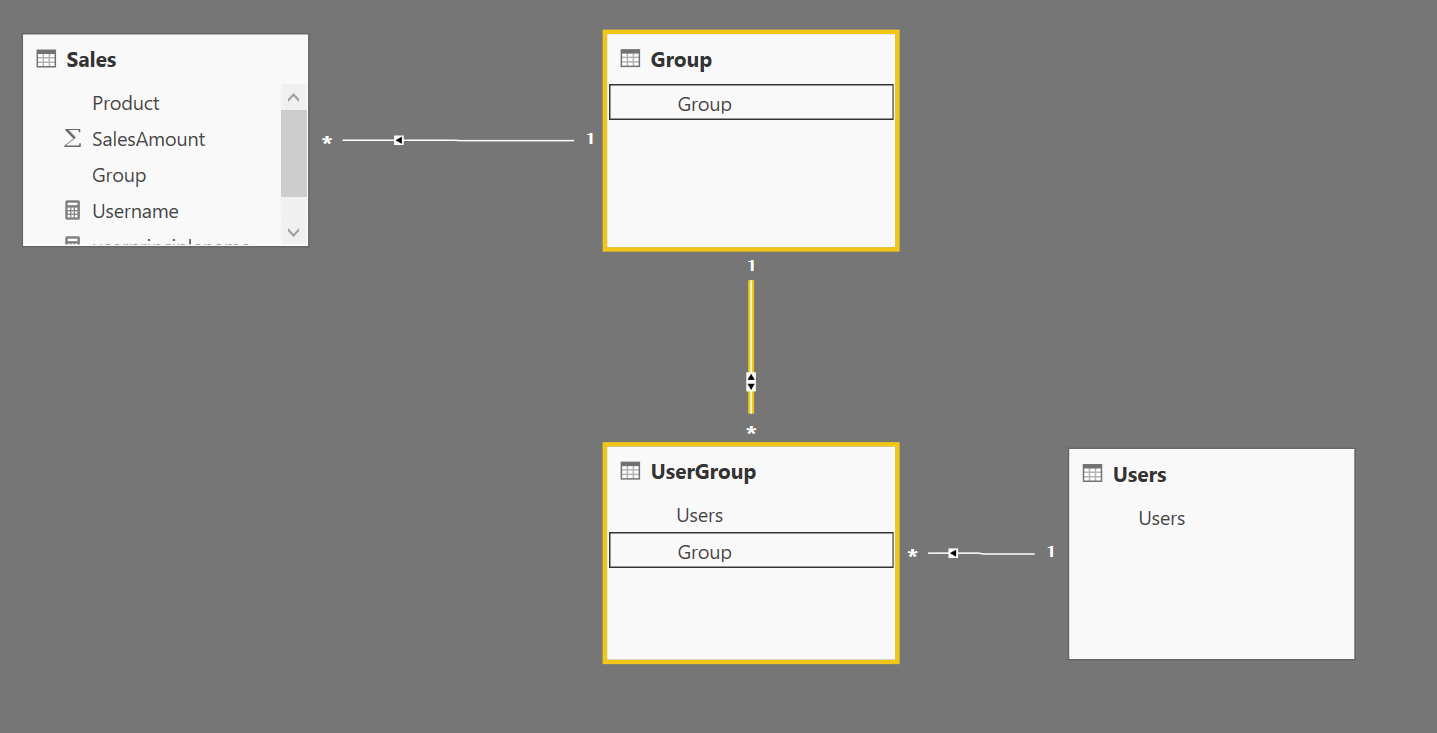 Sales
Product
SalesAmount
Group
Username
* 1
Group
Group
1
*
UserGroup
Users
Group
* 1
Users
Users